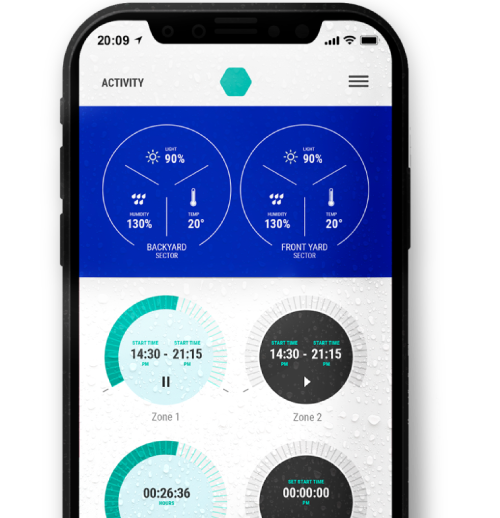 20:09
ACTIVITY
LIGHT
90%
HUMIDITY
130%
TEMP
20°
BACKYARD
SECTOR
LIGHT
90%
HUMIDITY
130%
TEMP
20°
FRONT YARD
SECTOR
START TIME START TIME
14:30 - 21:15
PM PM
Zone 1
START TIME START TIME
14:30 - 21:15
PM PM
Zone 2
00:26:36
HOURS
SET START TIME
00:00:00
PM